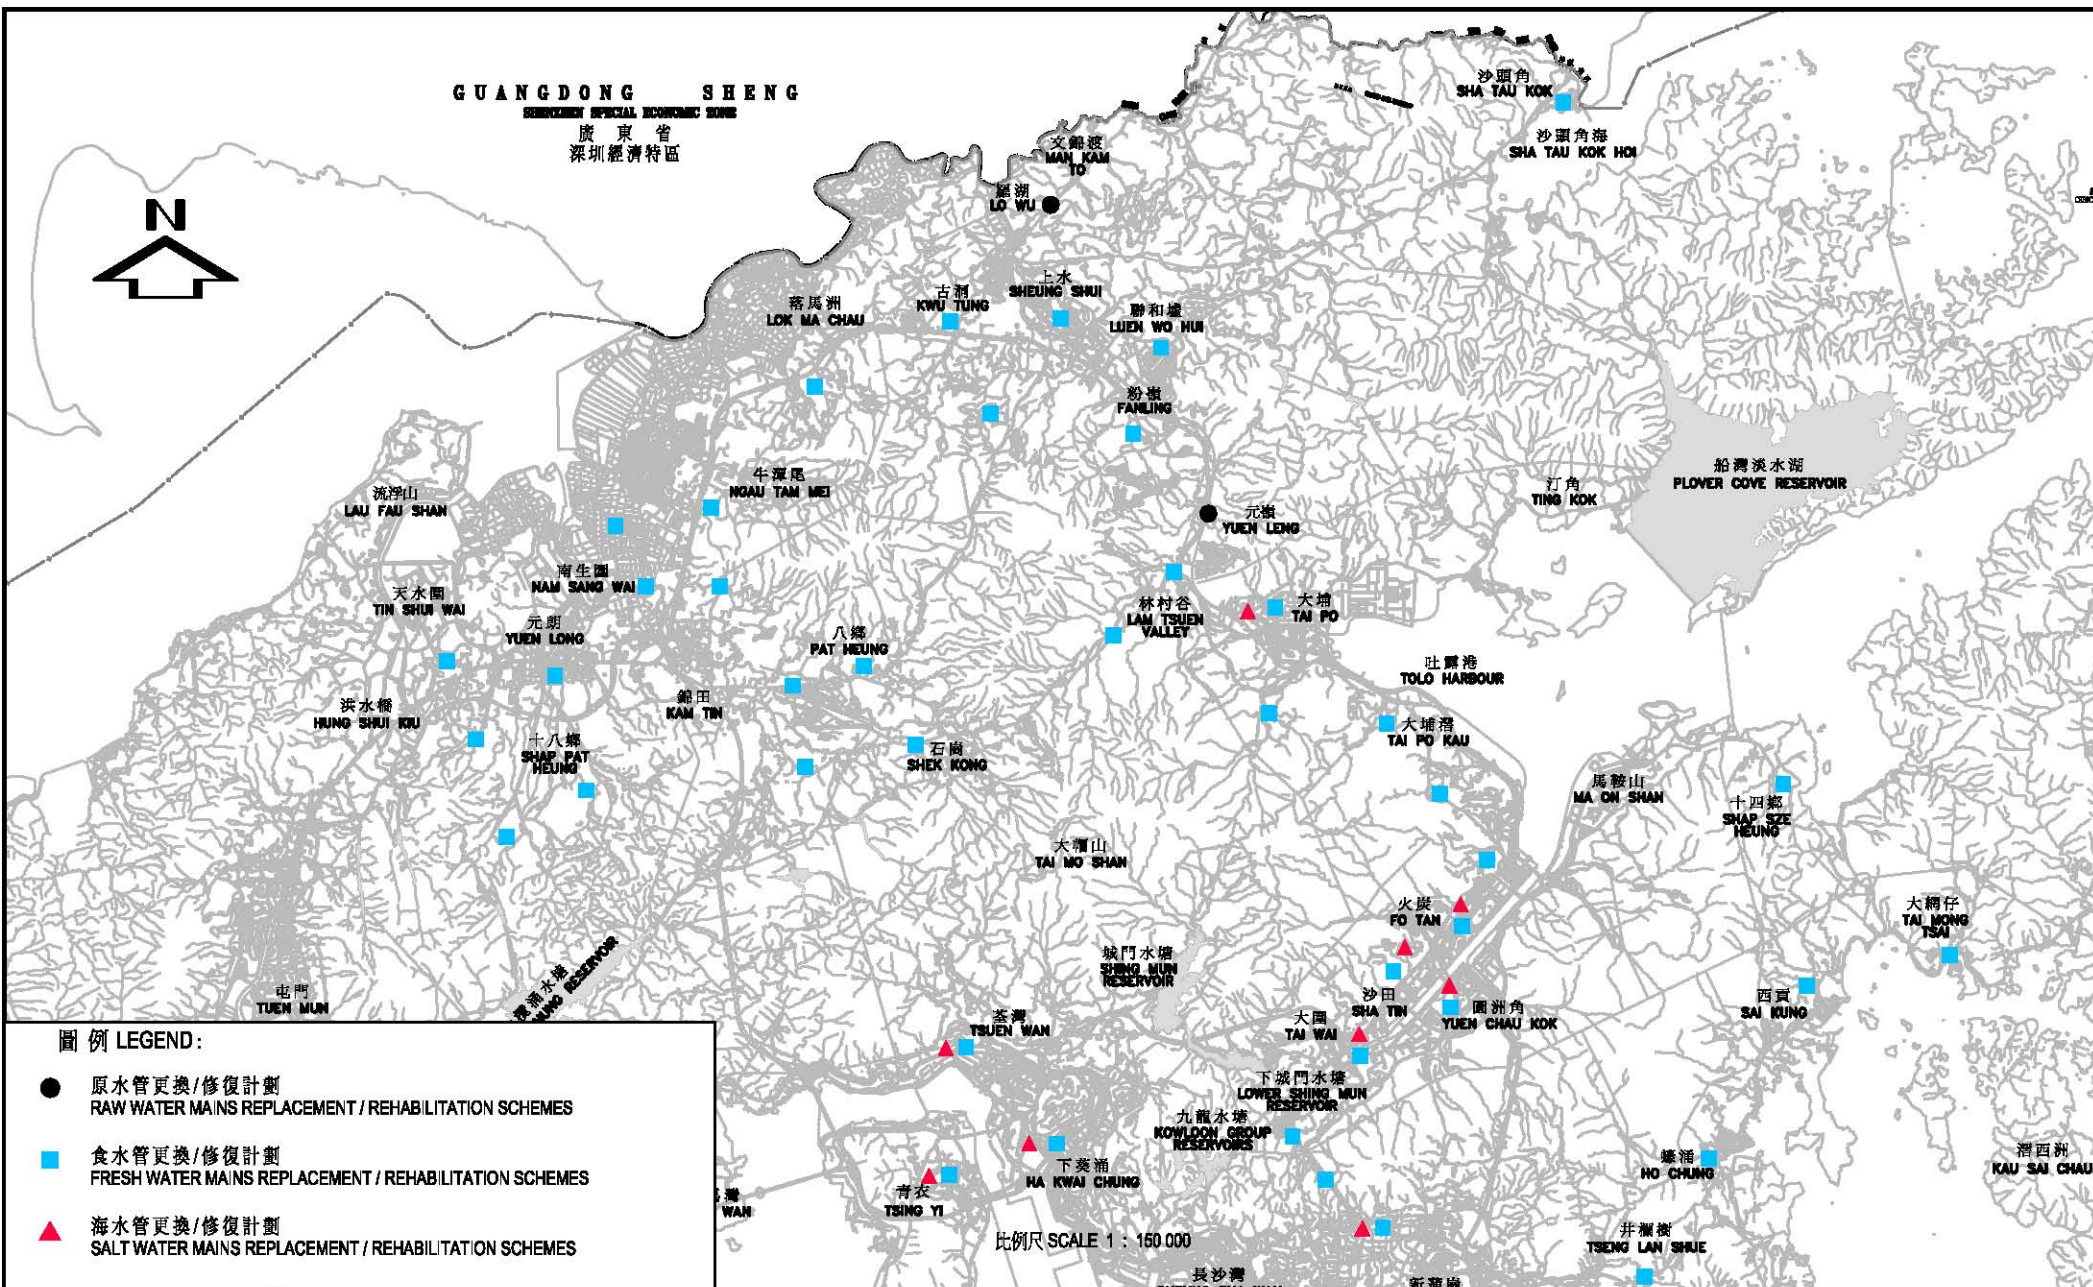 GUANGDONG SHENG
SHENZHEN SPECIAL ECONOMIC ZONE
廣東省
深圳經濟特區
N
沙頭角
SHA TAU KOK
沙頭角海
SHA TAU KOK HOI
文錦渡
MAN KAM
TO
羅湖
LO WU
上水
SHEUNG SHUI
古洞
KWU TUNG
落馬洲
LOK MA CHAU
聯和墟
LUEN WO HUI
粉嶺
FANLING
船灣淡水湖
PLOVER COVE RESERVOIR
汀角
TING KOK
牛潭尾
NGAU TAM MEI
流浮山
LAU FAU SHAN
元嶺
YUEN LENG
南生圍
NAM SANG WAI
天水圍
TIN SHUI WAI
元朗
YUEN LONG
林村谷
LAM TSUEN
VALLEY
大埔
TAI PO
八鄉
PAT HEUNG
吐露港
TOLO HARBOUR
錦田
KAM TIN
洪水橋
HUNG SHUI KIU
大埔滘
TAI PO KAU
十八鄉
SHAP PAT
HEUNG
石崗
SHEK KONG
馬鞍山
MA ON SHAN
十四鄉
SHAP SZE
HEUNG
大帽山
TAI MO SHAN
火炭
FO TAN
大網仔
TAI MONG
TSAI
城門水塘
SHING MUN
RESERVOIR
涌水塘
RESERVOIR
屯門
TUEN MUN
沙田
SHA TIN
西貢
SAI KUNG
圓洲角
YUEN CHAU KOK
荃灣
TSUEN WAN
大圍
TAI WAI
下城門水塘
LOWER SHING MUN
RESERVOIR
九龍水塘
KOWLOON GROUP
RESERVOIRS
下葵涌
HA KWAI CHUNG
青衣
TSING YI
灣
WAN
蠔涌
HO CHUNG
滘西洲
KAU SAI CHAU
井欄樹
TSENG LAN SHUE
長沙灣
新蒲崗
比例尺 SCALE 1 : 150 000
圖例 LEGEND:
原水管更換/修復計劃
RAW WATER MAINS REPLACEMENT / REHABILITATION SCHEMES
食水管更換/修復計劃
FRESH WATER MAINS REPLACEMENT / REHABILITATION SCHEMES
海水管更換/修復計劃
SALT WATER MAINS REPLACEMENT / REHABILITATION SCHEMES